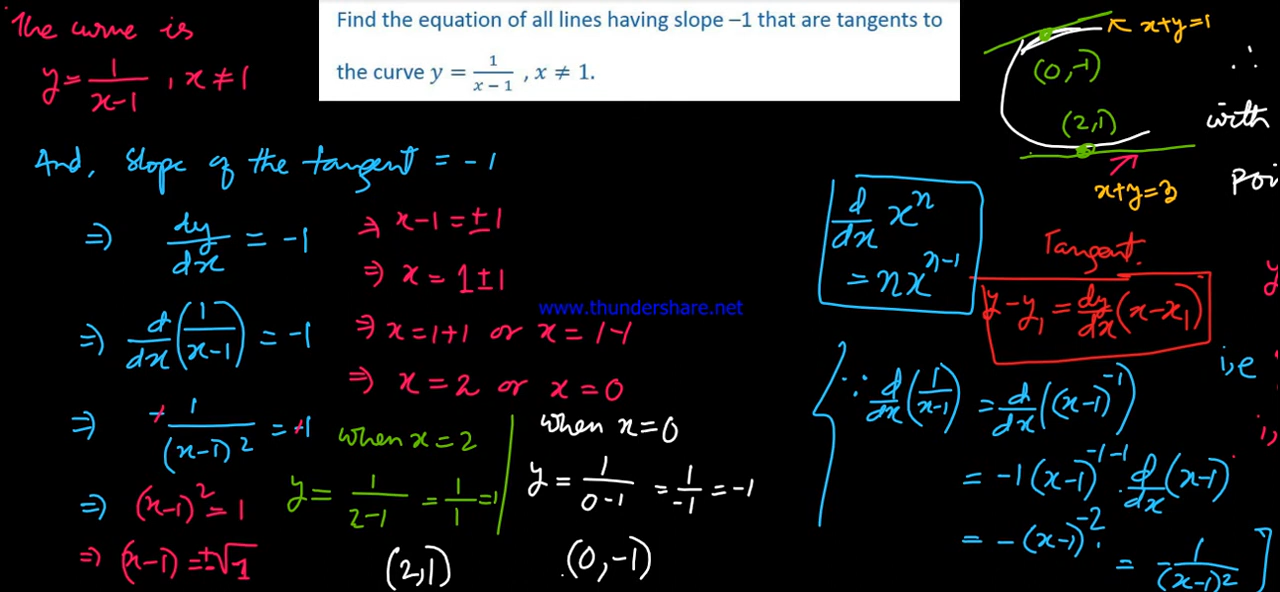 The curve is
y = 1/(x-1) , x ≠ 1
Find the equation of all lines having slope –1 that are tangents to
the curve y = 1/(x – 1) , x ≠ 1.
And, slope of the tangent = -1
⇒ dy/dx = -1
⇒ d/dx (1/(x-1)) = -1
⇒ -1/(x-1)² = -1
⇒ (x-1)² = 1
⇒ (x-1) = ±√1
⇒ x-1 = ±1
⇒ x = 1±1
⇒ x = 1+1 or x = 1-1
⇒ x = 2 or x = 0
when x = 2
y = 1/(2-1) = 1/1 = 1
(2,1)
when x = 0
y = 1/(0-1) = 1/-1 = -1
(0,-1)
www.thundershare.net
d/dx xⁿ
= nxⁿ⁻¹
x+y=1
(0,-1)
(2,1)
x+y=3
∴
with
Poi
Tangent.
y-y₁ = dy/dx (x-x₁)
y
i,e
i,
∵ d/dx (1/(x-1)) = d/dx ((x-1)⁻¹)
= -1(x-1)⁻¹⁻¹ . d/dx (x-1)
= -(x-1)⁻² .
= -1/(x-1)² ]